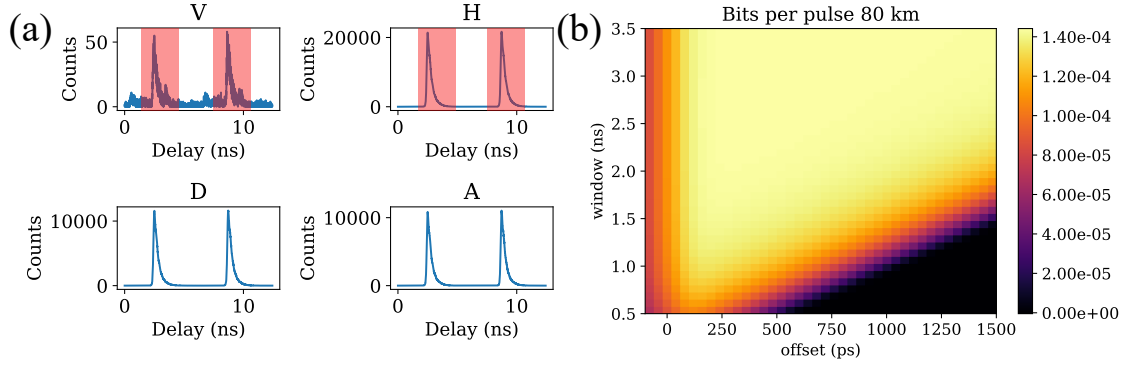 (a)
V
Counts
50
0
0
10
Delay (ns)
H
Counts
20000
0
0
10
Delay (ns)
D
Counts
10000
0
0
10
Delay (ns)
A
Counts
10000
0
0
10
Delay (ns)
(b)
Bits per pulse 80 km
window (ns)
3.5
3.0
2.5
2.0
1.5
1.0
0.5
0
250
500
750
1000
1250
1500
offset (ps)
1.40e-04
1.20e-04
1.00e-04
8.00e-05
6.00e-05
4.00e-05
2.00e-05
0.00e+00